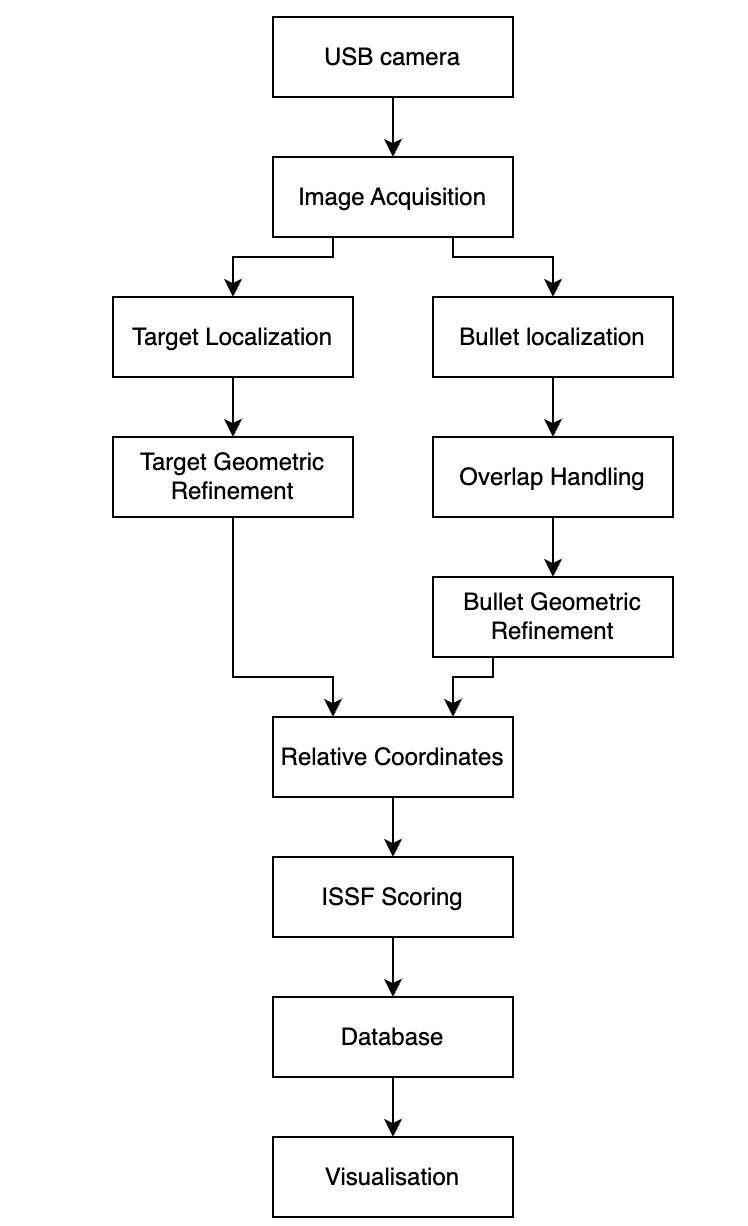 USB camera
Image Acquisition
Target Localization
Bullet localization
Target Geometric
Refinement
Overlap Handling
Bullet Geometric
Refinement
Relative Coordinates
ISSF Scoring
Database
Visualisation